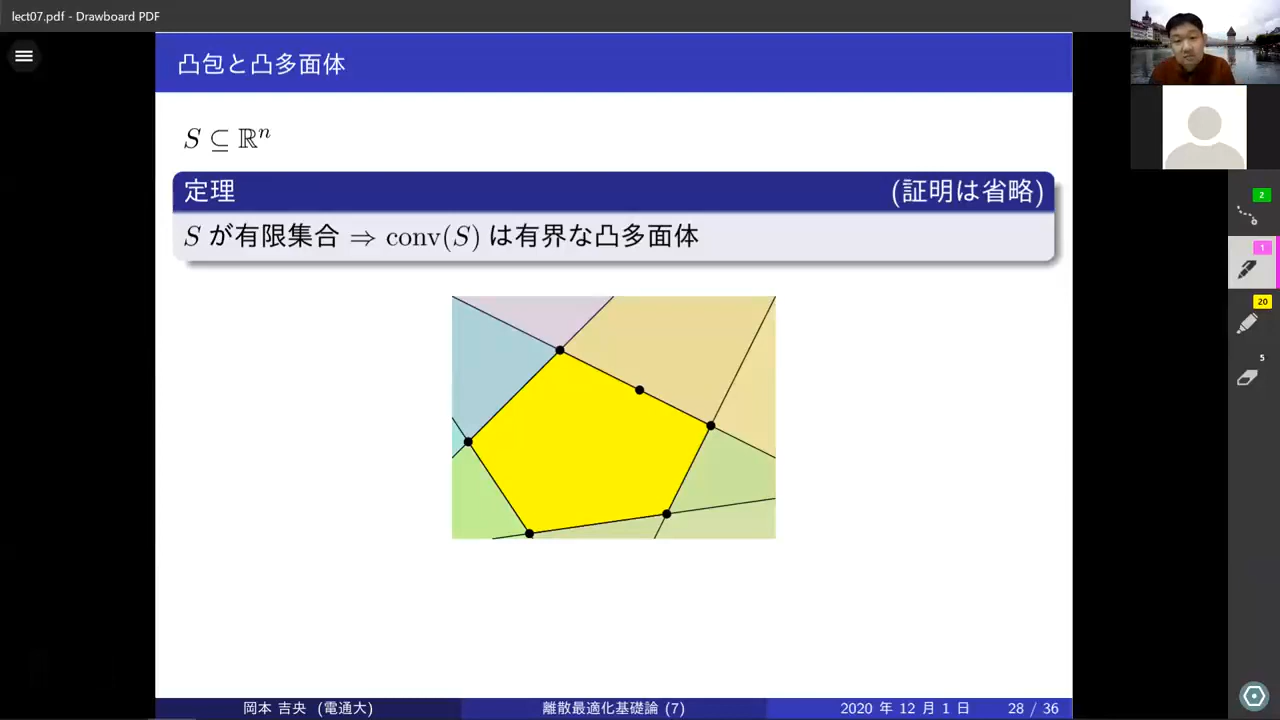 lect07.pdf - Drawboard PDF
凸包と凸多面体
S ⊆ ℝⁿ
定理 (証明は省略)
S が有限集合 ⇒ conv(S) は有界な凸多面体
2
1
20
5
岡本 吉央 (電通大) 離散最適化基礎論 (7) 2020 年 12 月 1 日 28 / 36